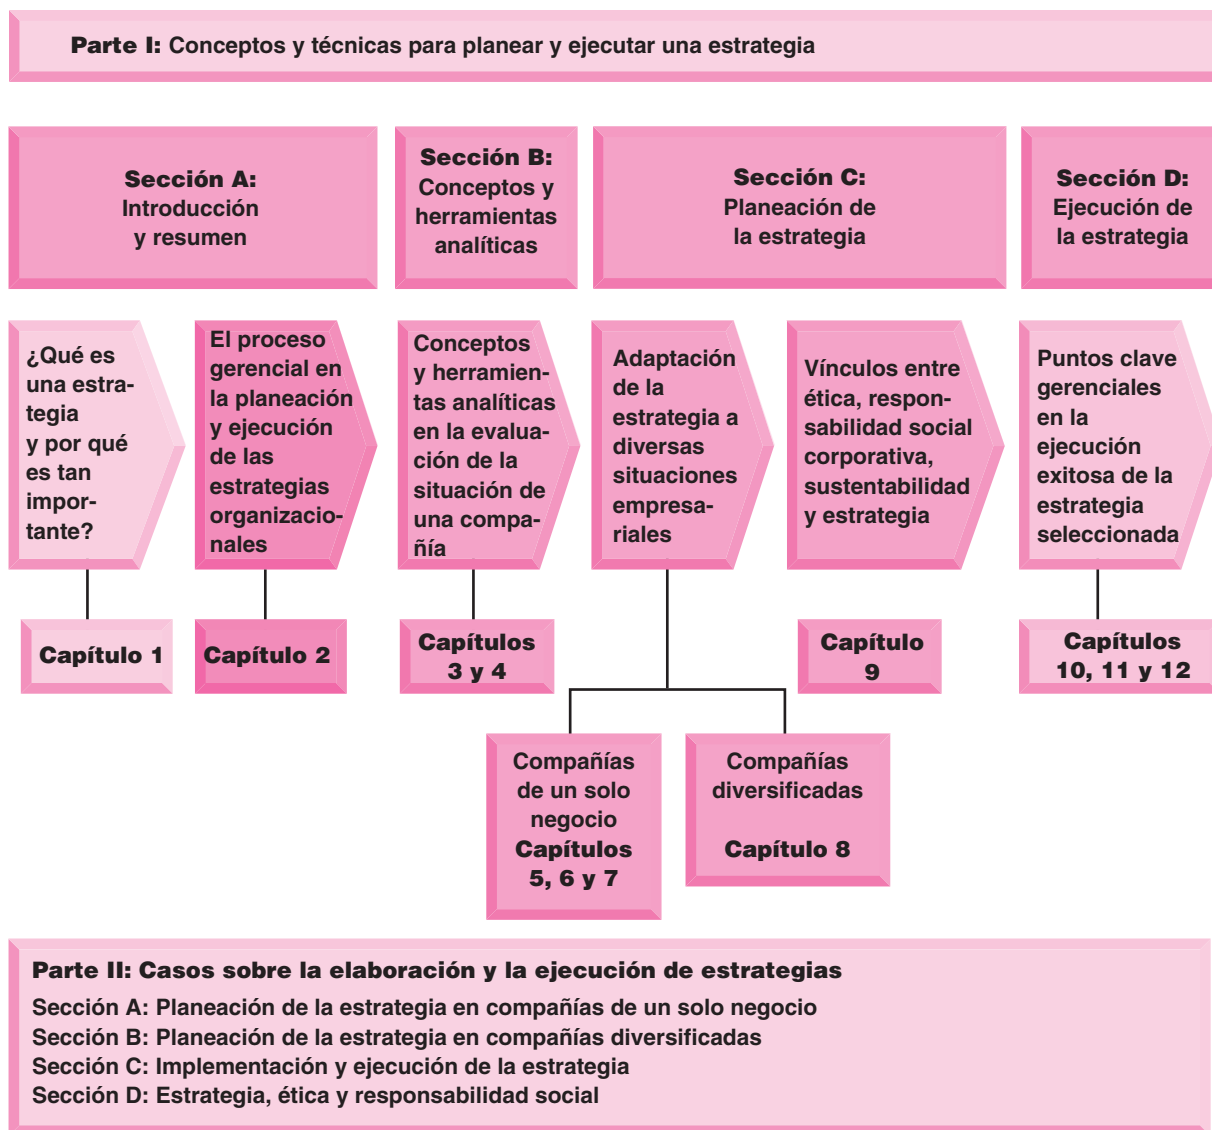 Parte I: Conceptos y técnicas para planear y ejecutar una estrategia
Sección A:
Introducción
y resumen
Sección B:
Conceptos y
herramientas
analíticas
Sección C:
Planeación de
la estrategia
Sección D:
Ejecución de
la estrategia
¿Qué es
una estra-
tegia
y por qué
es tan
impor-
tante?
El proceso
gerencial en
la planeación
y ejecución
de las
estrategias
organizacio-
nales
Conceptos
y herramien-
tas analíticas
en la evalua-
ción de la
situación de
una compa-
ñía
Adaptación
de la
estrategia a
diversas
situaciones
empresa-
riales
Vínculos entre
ética, respon-
sabilidad social
corporativa,
sustentabilidad
y estrategia
Puntos clave
gerenciales
en la
ejecución
exitosa de la
estrategia
seleccionada
Capítulo 1
Capítulo 2
Capítulos
3 y 4
Capítulo
9
Capítulos
10, 11 y 12
Compañías
de un solo
negocio
Capítulos
5, 6 y 7
Compañías
diversificadas
Capítulo 8
Parte II: Casos sobre la elaboración y la ejecución de estrategias
Sección A: Planeación de la estrategia en compañías de un solo negocio
Sección B: Planeación de la estrategia en compañías diversificadas
Sección C: Implementación y ejecución de la estrategia
Sección D: Estrategia, ética y responsabilidad social